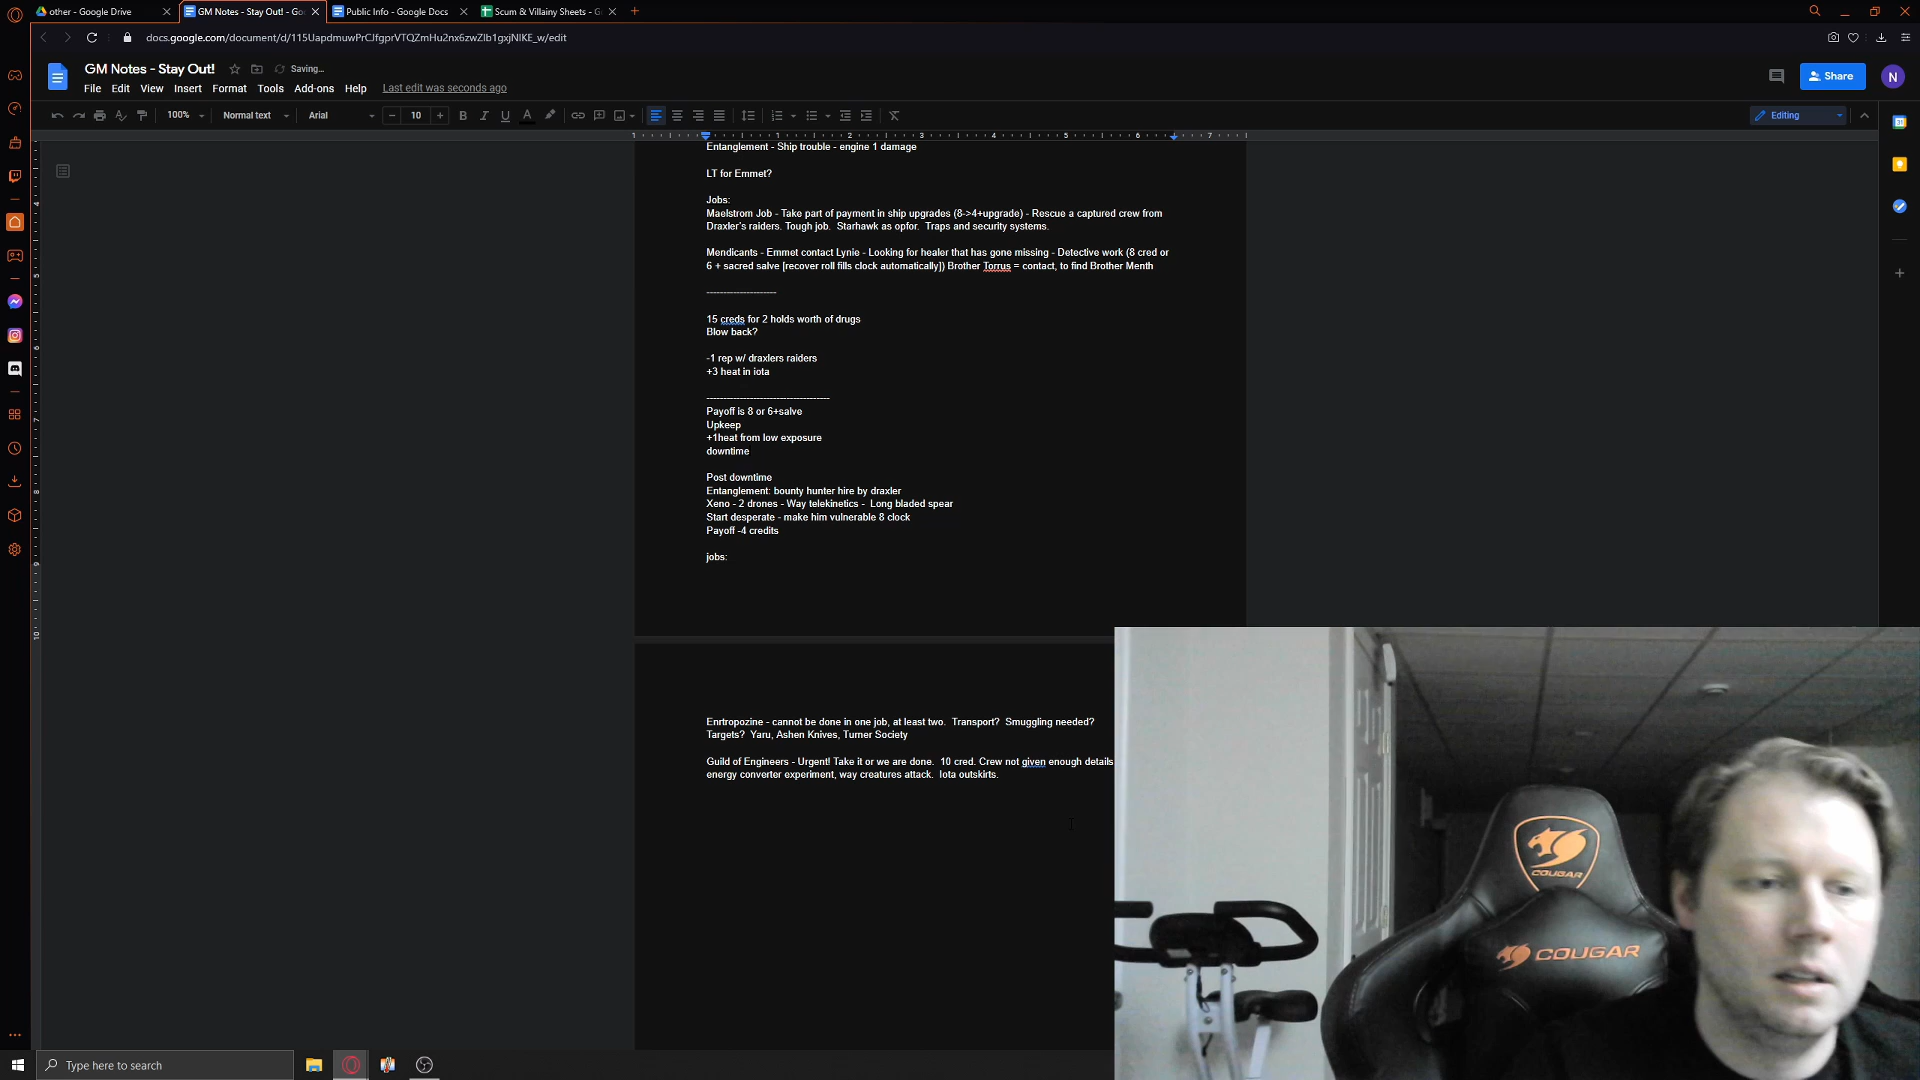 other - Google Drive
GM Notes - Stay Out! - Go
Public Info - Google Docs
Scum & Villainy Sheets - G
docs.google.com/document/d/115UapdmuwPrCJfgprVTQZmHu2nx6zwZIb1gxjNIKE_w/edit
GM Notes - Stay Out!
Saving...
File Edit View Insert Format Tools Add-ons Help Last edit was seconds ago
Share
N
100% Normal text Arial 10 Editing
Entanglement - Ship trouble - engine 1 damage
LT for Emmet?
Jobs:
Maelstrom Job - Take part of payment in ship upgrades (8->4+upgrade) - Rescue a captured crew from
Draxler's raiders. Tough job. Starhawk as opfor. Traps and security systems.
Mendicants - Emmet contact Lynie - Looking for healer that has gone missing - Detective work (8 cred or
6 + sacred salve [recover roll fills clock automatically]) Brother Torrus = contact, to find Brother Menth
---------------------
15 creds for 2 holds worth of drugs
Blow back?
-1 rep w/ draxlers raiders
+3 heat in iota
-------------------------------------
Payoff is 8 or 6+salve
Upkeep
+1heat from low exposure
downtime
Post downtime
Entanglement: bounty hunter hire by draxler
Xeno - 2 drones - Way telekinetics - Long bladed spear
Start desperate - make him vulnerable 8 clock
Payoff -4 credits
jobs:
Enrtropozine - cannot be done in one job, at least two. Transport? Smuggling needed?
Targets? Yaru, Ashen Knives, Turner Society
Guild of Engineers - Urgent! Take it or we are done. 10 cred. Crew not given enough details
energy converter experiment, way creatures attack. Iota outskirts.
COUGAR
COUGAR
Type here to search